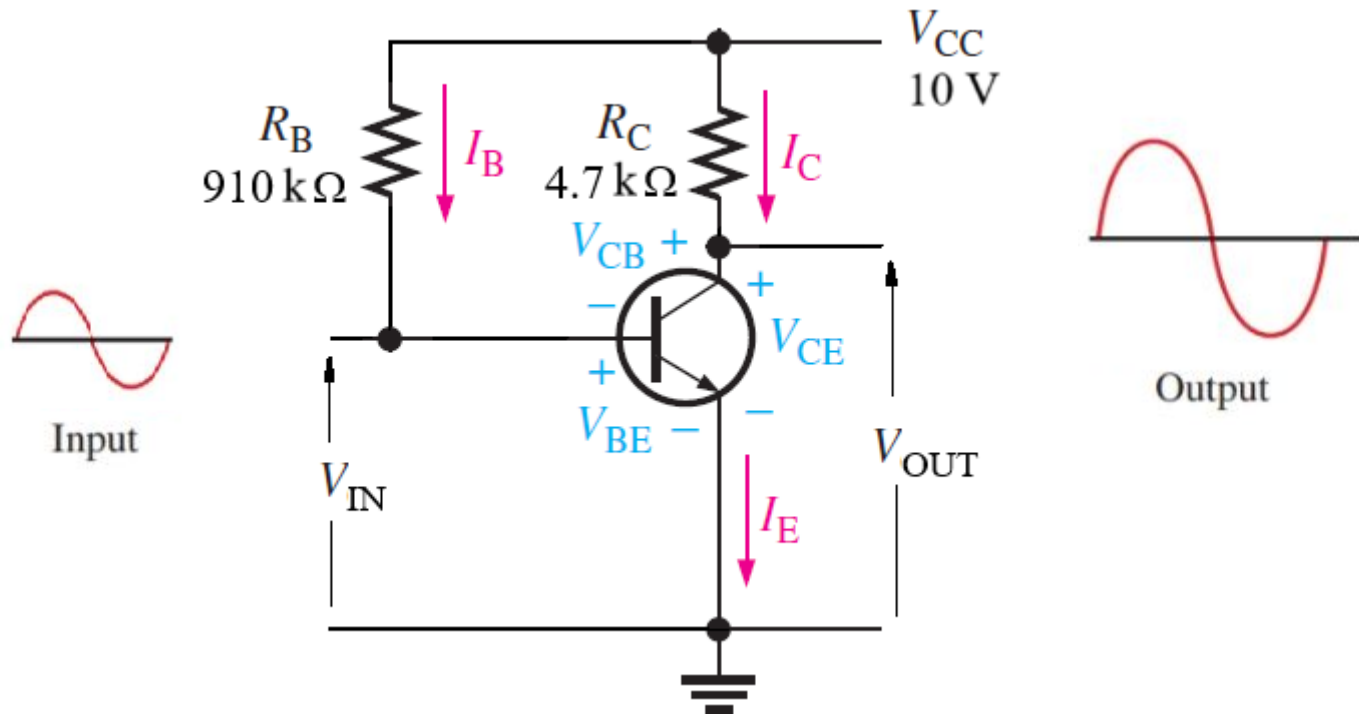 V_CC
10 V
R_B
910 kΩ
I_B
R_C
4.7 kΩ
I_C
V_CB +
−
+
V_CE
+
V_BE −
−
Input
V_IN
I_E
V_OUT
Output